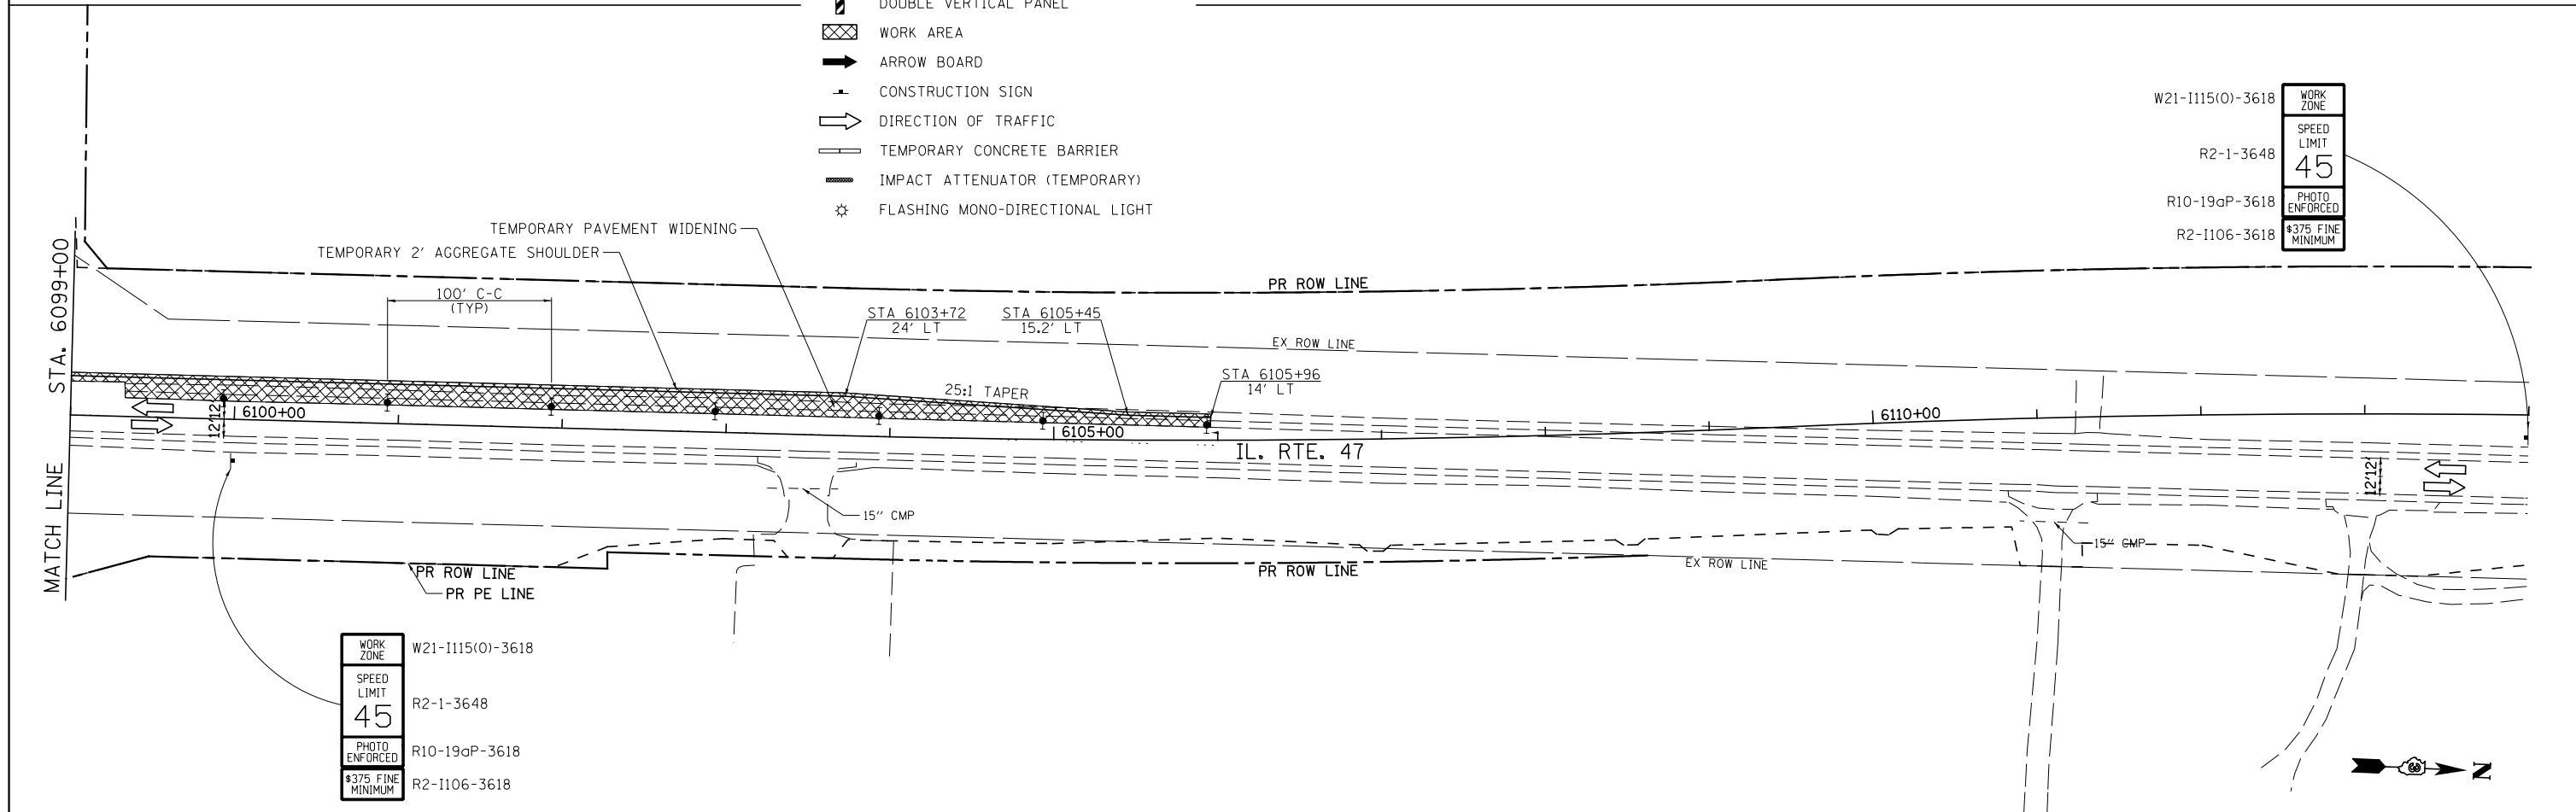 DOUBLE VERTICAL PANEL
WORK AREA
ARROW BOARD
CONSTRUCTION SIGN
DIRECTION OF TRAFFIC
TEMPORARY CONCRETE BARRIER
IMPACT ATTENUATOR (TEMPORARY)
FLASHING MONO-DIRECTIONAL LIGHT
W21-I115(O)-3618
WORK
ZONE
R2-1-3648
SPEED
LIMIT
45
R10-19aP-3618
PHOTO
ENFORCED
R2-I106-3618
$375 FINE
MINIMUM
TEMPORARY PAVEMENT WIDENING
TEMPORARY 2' AGGREGATE SHOULDER
MATCH LINE STA. 6099+00
100' C-C
(TYP)
PR ROW LINE
STA 6103+72
24' LT
STA 6105+45
15.2' LT
EX ROW LINE
STA 6105+96
14' LT
25:1 TAPER
12'12'
6100+00
6105+00
6110+00
IL. RTE. 47
12'12'
15" CMP
15" CMP
PR ROW LINE
PR PE LINE
PR ROW LINE
EX ROW LINE
WORK
ZONE
W21-I115(O)-3618
SPEED
LIMIT
45
R2-1-3648
PHOTO
ENFORCED
R10-19aP-3618
$375 FINE
MINIMUM
R2-I106-3618
N